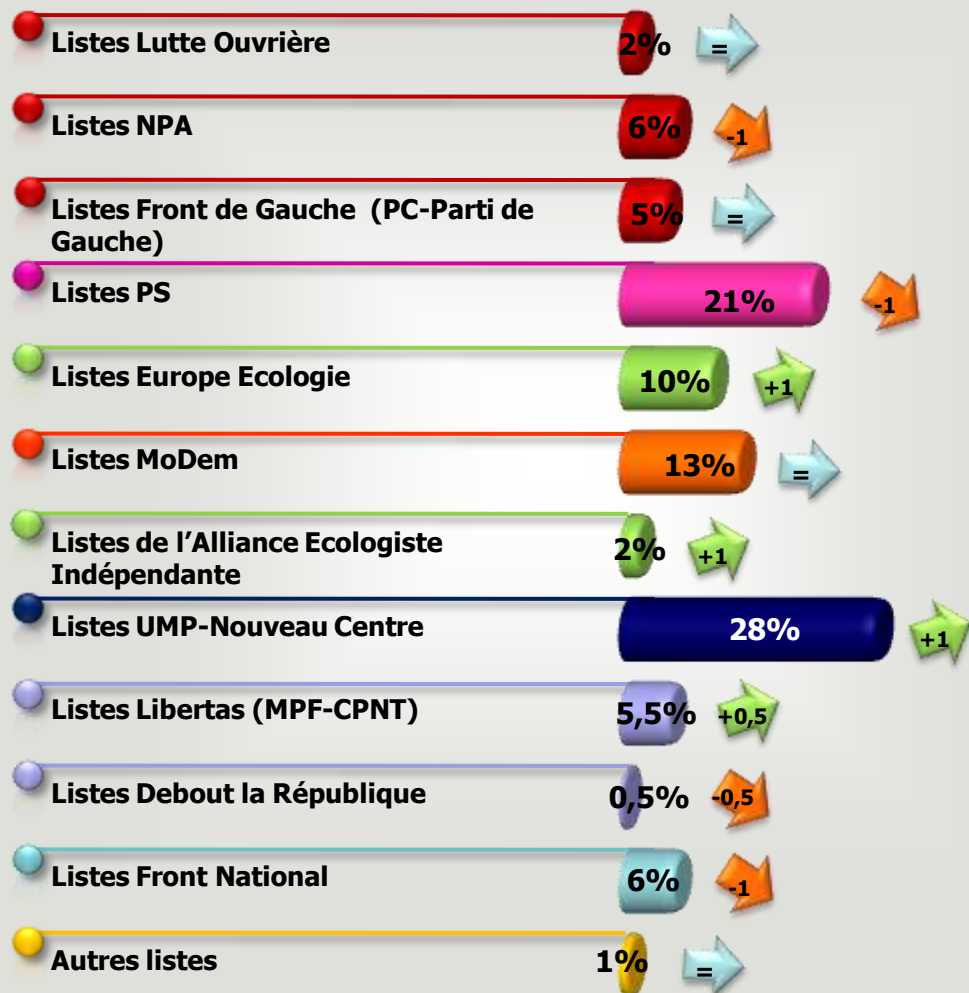 Listes Lutte Ouvrière 2% =
Listes NPA 6% -1
Listes Front de Gauche (PC-Parti de
Gauche) 5% =
Listes PS 21% -1
Listes Europe Ecologie 10% +1
Listes MoDem 13% =
Listes de l’Alliance Ecologiste
Indépendante 2% +1
Listes UMP-Nouveau Centre 28% +1
Listes Libertas (MPF-CPNT) 5,5% +0,5
Listes Debout la République 0,5% -0,5
Listes Front National 6% -1
Autres listes 1% =